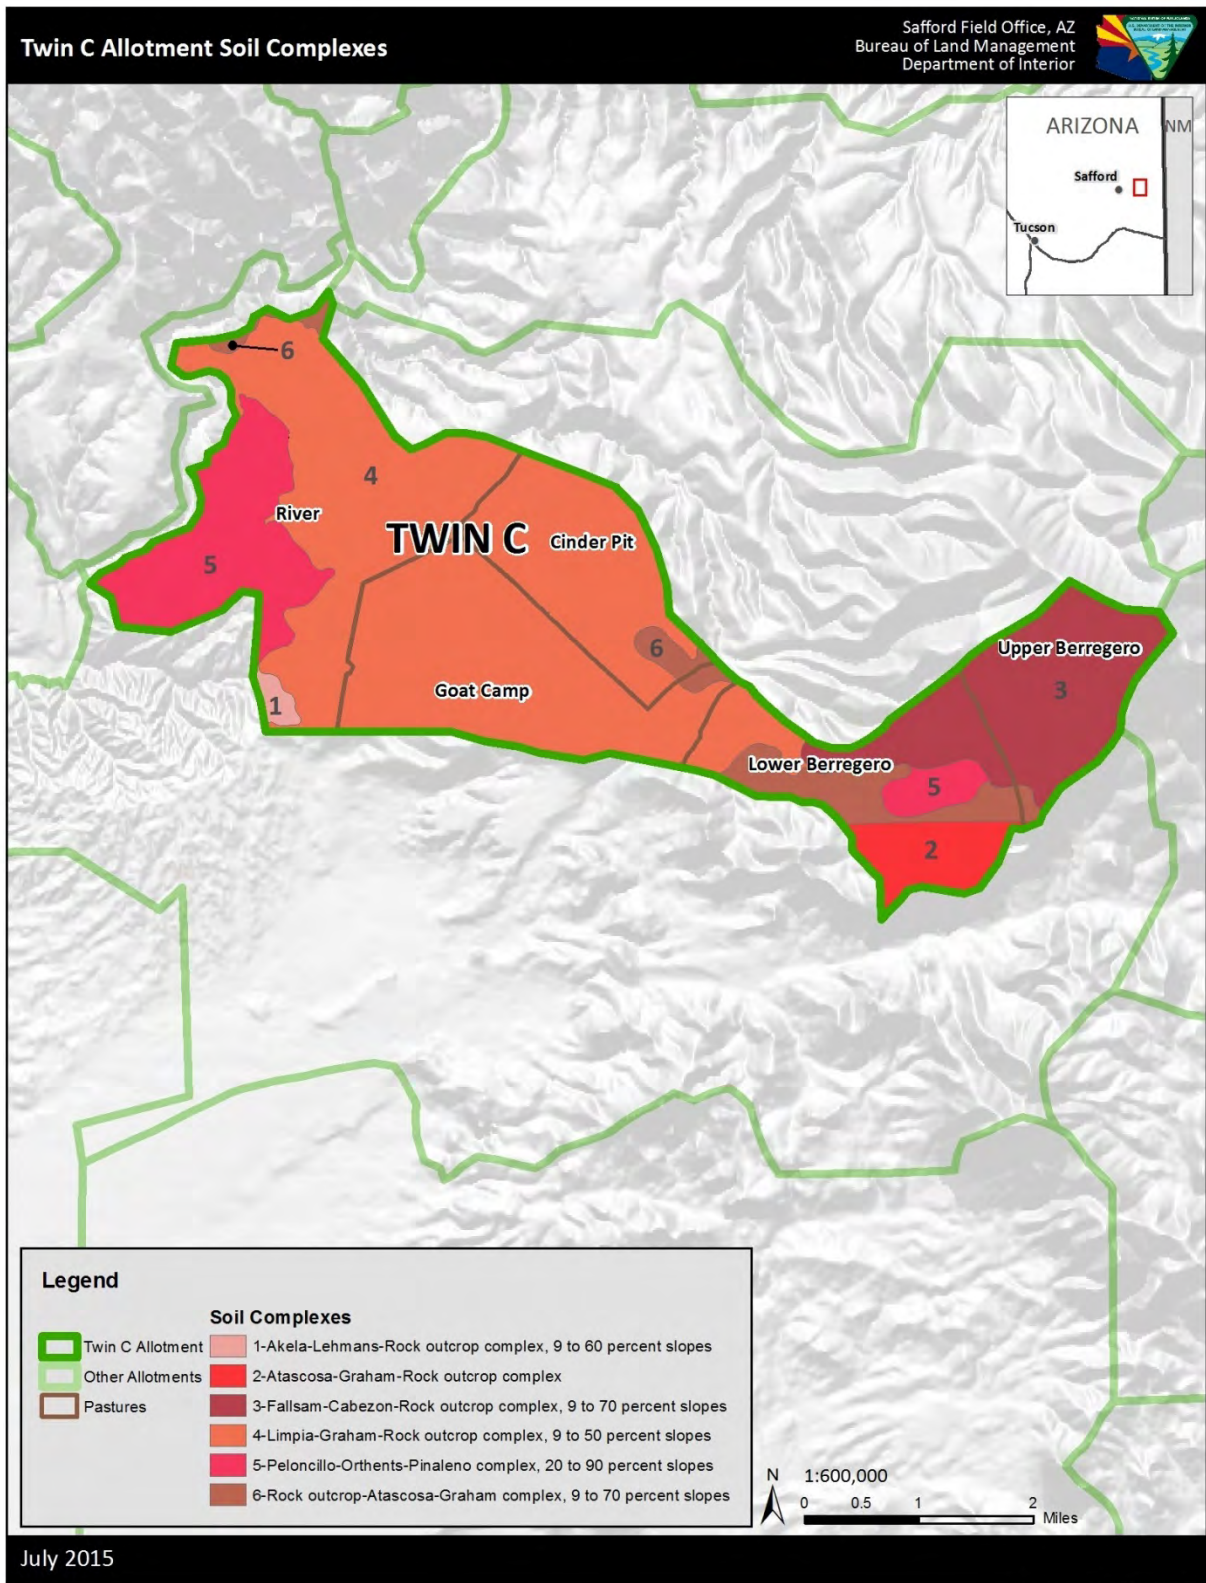 Twin C Allotment Soil Complexes
Safford Field Office, AZ
Bureau of Land Management
Department of Interior
ARIZONA
NM
Safford
Tucson
6
4
River
TWIN C
Cinder Pit
5
6
Upper Berregero
3
Goat Camp
1
Lower Berregero
5
2
Legend
Soil Complexes
Twin C Allotment
Other Allotments
Pastures
1-Akela-Lehmans-Rock outcrop complex, 9 to 60 percent slopes
2-Atascosa-Graham-Rock outcrop complex
3-Fallsam-Cabezon-Rock outcrop complex, 9 to 70 percent slopes
4-Limpia-Graham-Rock outcrop complex, 9 to 50 percent slopes
5-Peloncillo-Orthents-Pinaleno complex, 20 to 90 percent slopes
6-Rock outcrop-Atascosa-Graham complex, 9 to 70 percent slopes
N
1:600,000
0 0.5 1 2
Miles
July 2015